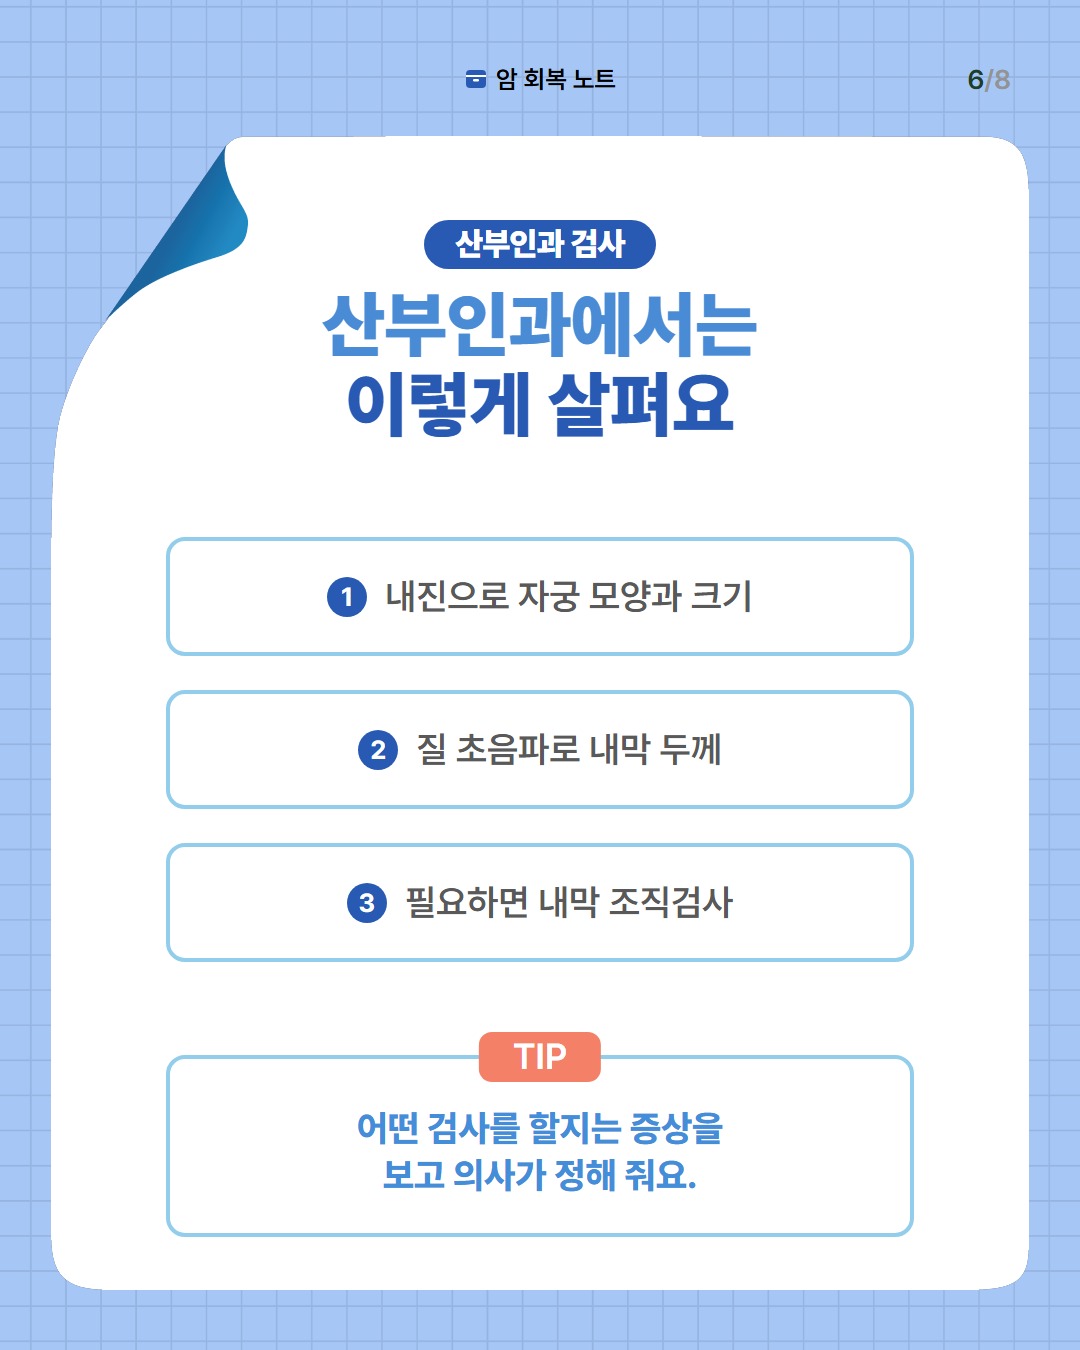 암 회복 노트
6/8
산부인과 검사
산부인과에서는
이렇게 살펴요
1 내진으로 자궁 모양과 크기
2 질 초음파로 내막 두께
3 필요하면 내막 조직검사
TIP
어떤 검사를 할지는 증상을
보고 의사가 정해 줘요.